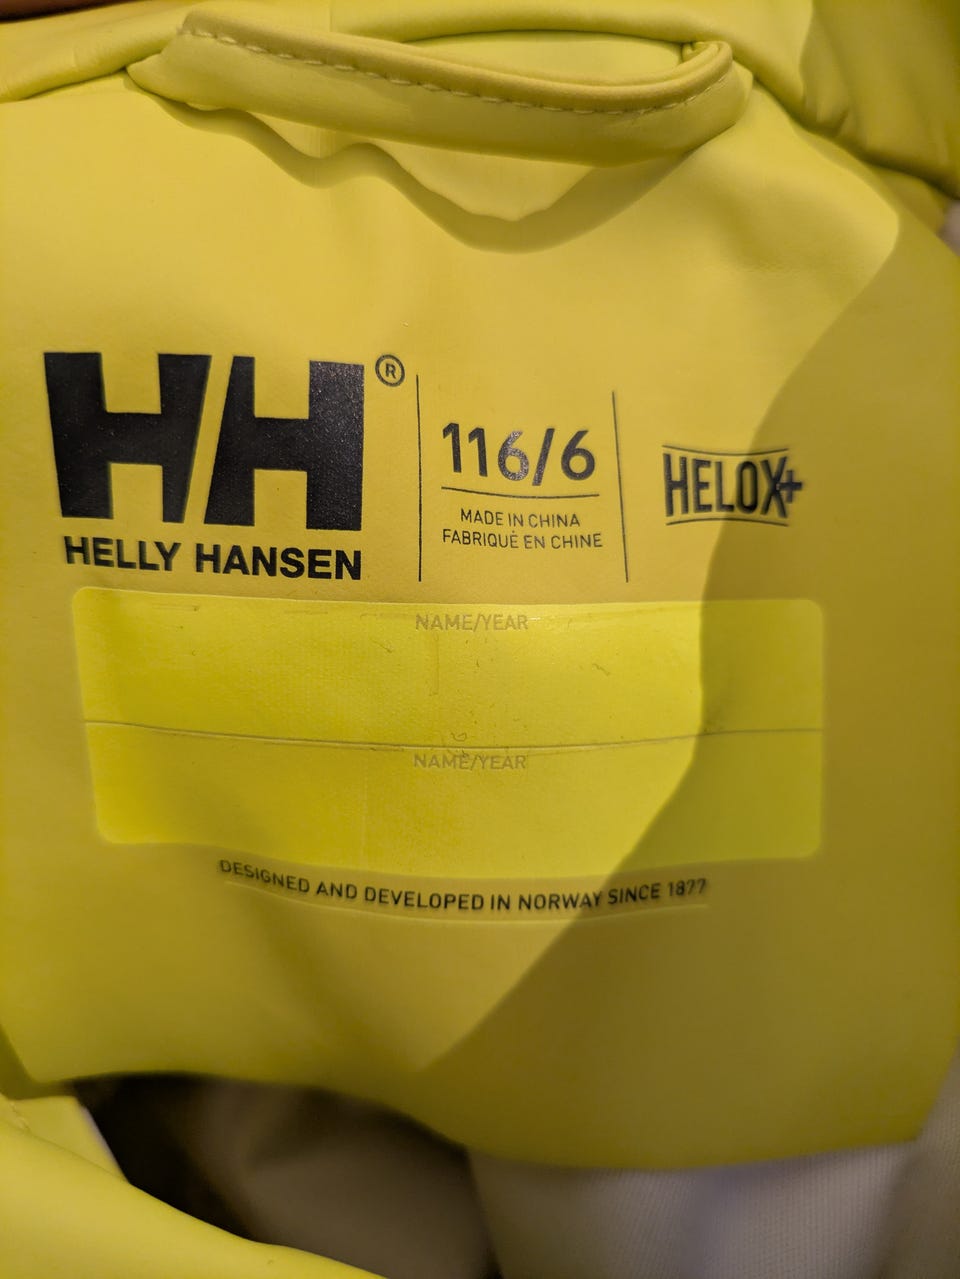 HH®
HELLY HANSEN
116/6
MADE IN CHINA
FABRIQUÉ EN CHINE
HELOX+
NAME/YEAR
NAME/YEAR
DESIGNED AND DEVELOPED IN NORWAY SINCE 1877